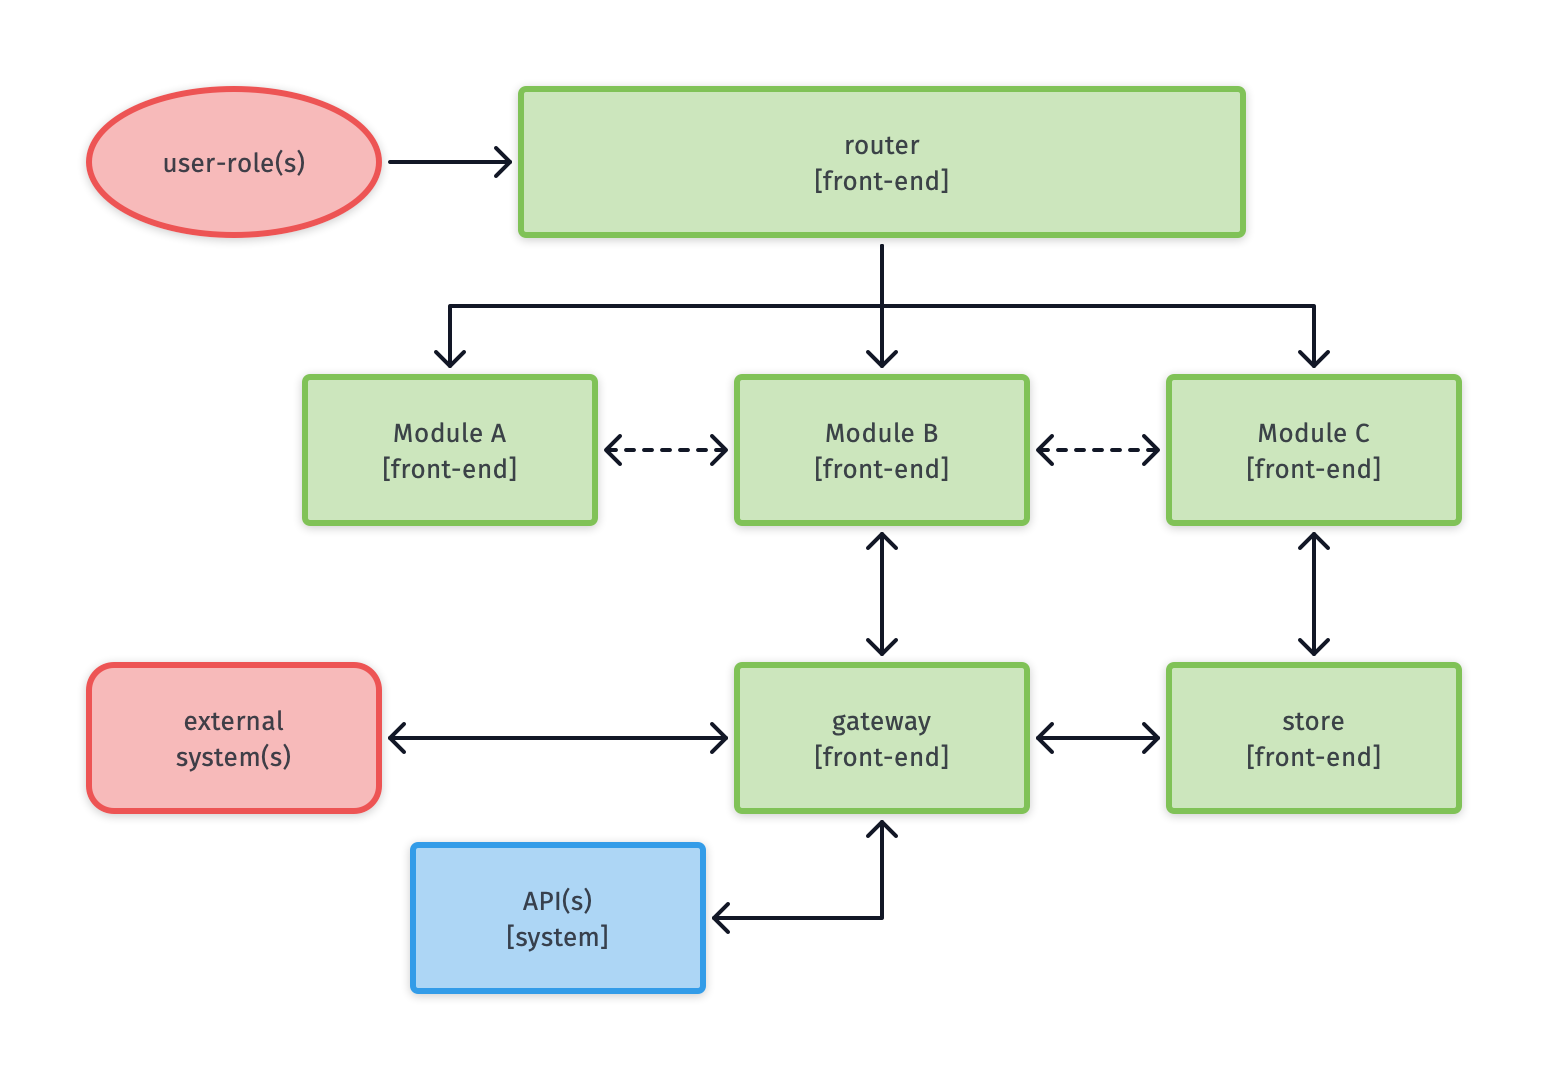 user-role(s)
router
[front-end]
Module A
[front-end]
Module B
[front-end]
Module C
[front-end]
external
system(s)
gateway
[front-end]
store
[front-end]
API(s)
[system]